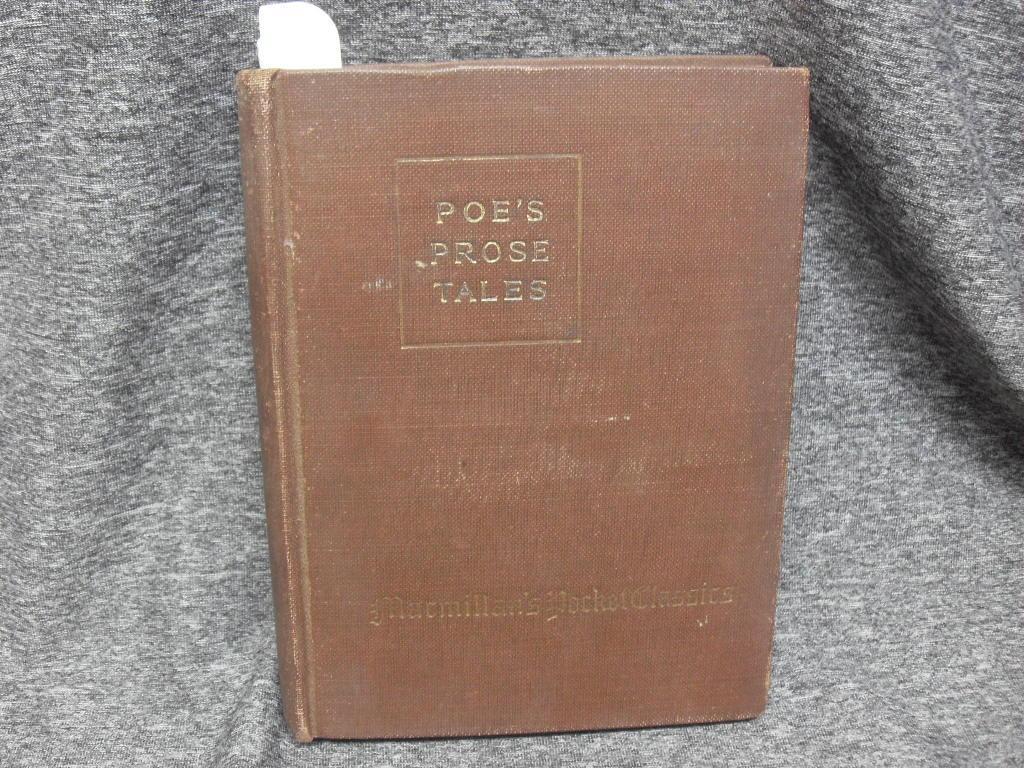 POE'S
PROSE
TALES
Macmillan's Pocket Classics